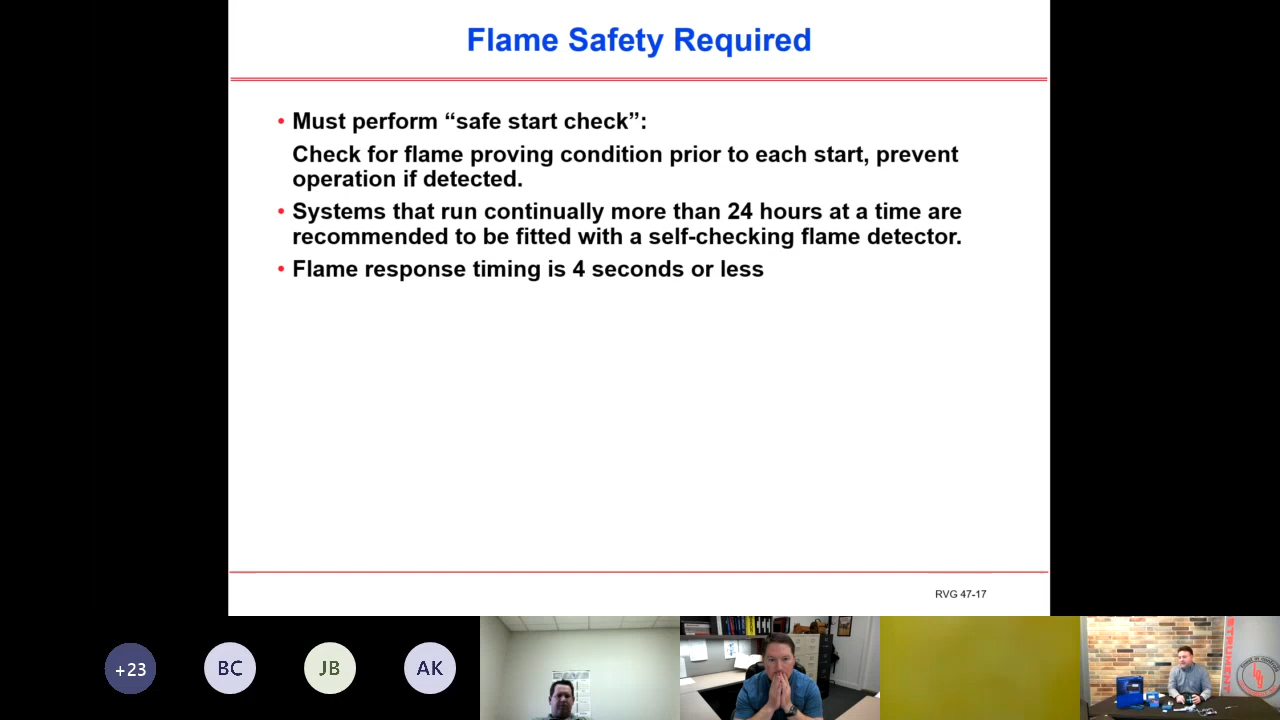 Flame Safety Required
• Must perform “safe start check”:
Check for flame proving condition prior to each start, prevent
operation if detected.
• Systems that run continually more than 24 hours at a time are
recommended to be fitted with a self-checking flame detector.
• Flame response timing is 4 seconds or less
RVG 47-17
+23
BC
JB
AK
STRUMENT